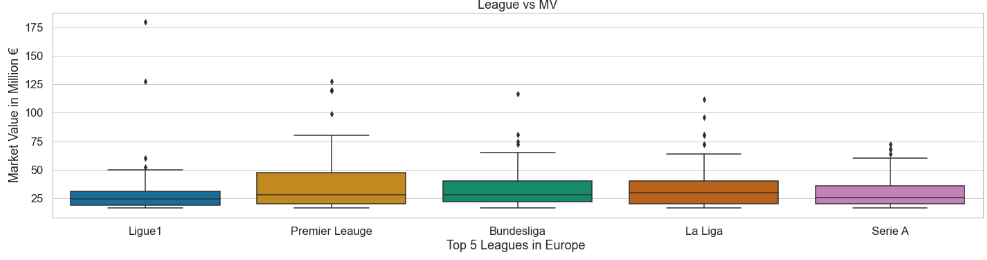 League vs MV
Market Value in Million €
175
150
125
100
75
50
25
Ligue1
Premier Leauge
Bundesliga
La Liga
Serie A
Top 5 Leagues in Europe